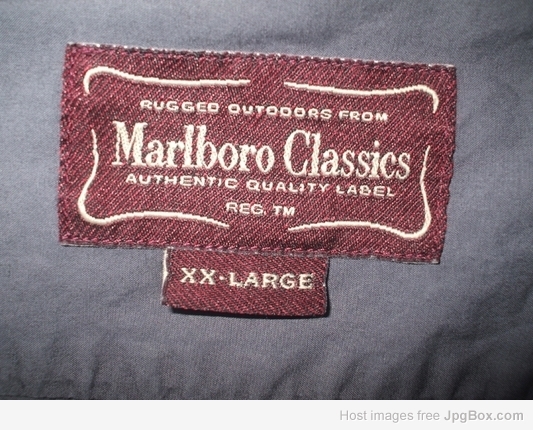 RUGGED OUTODORS FROM
Marlboro Classics
AUTHENTIC QUALITY LABEL
REG. TM
XX-LARGE
Host images free JpgBox.com